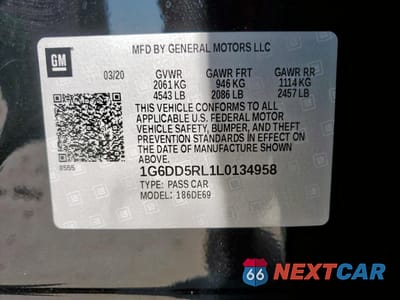 GM
MFD BY GENERAL MOTORS LLC
03/20 GVWR GAWR FRT GAWR RR
2061 KG 946 KG 1114 KG
4543 LB 2086 LB 2457 LB
THIS VEHICLE CONFORMS TO ALL
APPLICABLE U.S. FEDERAL MOTOR
VEHICLE SAFETY, BUMPER, AND THEFT
PREVENTION STANDARDS IN EFFECT ON
THE DATE OF MANUFACTURE SHOWN ABOVE.
1G6DD5RL1L0134958
TYPE: PASS CAR
MODEL: 186DE69
66 NEXTCAR